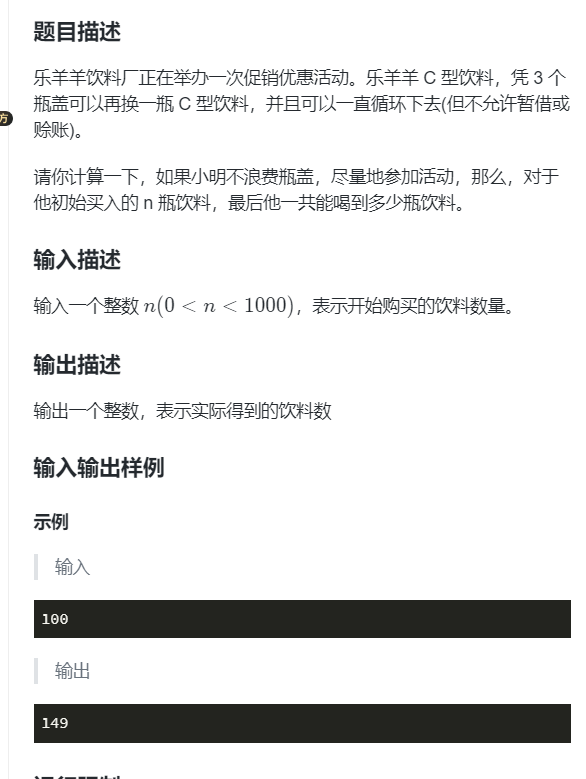 题目描述
乐羊羊饮料厂正在举办一次促销优惠活动。乐羊羊 C 型饮料，凭 3 个
瓶盖可以再换一瓶 C 型饮料，并且可以一直循环下去(但不允许暂借或
赊账)。
方
请你计算一下，如果小明不浪费瓶盖，尽量地参加活动，那么，对于
他初始买入的 n 瓶饮料，最后他一共能喝到多少瓶饮料。
输入描述
输入一个整数 n(0 < n < 1000)，表示开始购买的饮料数量。
输出描述
输出一个整数，表示实际得到的饮料数
输入输出样例
示例
输入
100
输出
149